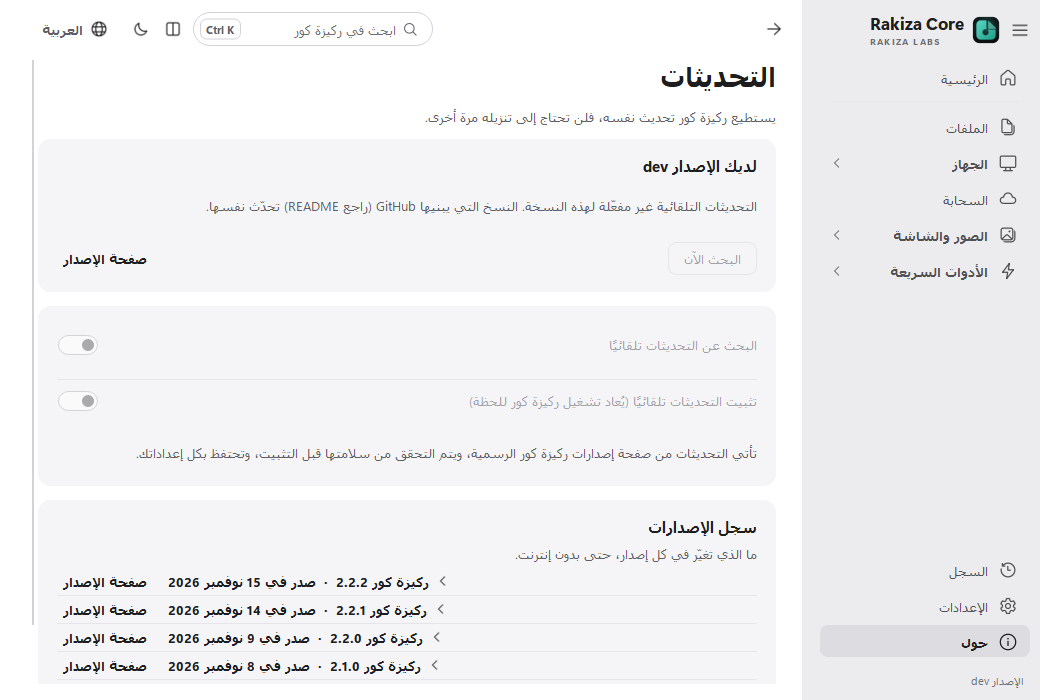 Rakiza Core
RAKIZA LABS
الرئيسية
الملفات
الجهاز
السحابة
الصور والشاشة
الأدوات السريعة
السجل
الإعدادات
حول
الإصدار dev
ابحث في ركيزة كور
Ctrl K
العربية
التحديثات
يستطيع ركيزة كور تحديث نفسه، فلن تحتاج إلى تنزيله مرة أخرى.
لديك الإصدار dev
التحديثات التلقائية غير مفعّلة لهذه النسخة. النسخ التي يبنيها GitHub (راجع README) تحدّث نفسها.
البحث الآن
صفحة الإصدار
البحث عن التحديثات تلقائيًا
تثبيت التحديثات تلقائيًا (يُعاد تشغيل ركيزة كور للحظة)
تأتي التحديثات من صفحة إصدارات ركيزة كور الرسمية، ويتم التحقق من سلامتها قبل التثبيت، وتحتفظ بكل إعداداتك.
سجل الإصدارات
ما الذي تغيّر في كل إصدار، حتى بدون إنترنت.
ركيزة كور 2.2.2 · صدر في 15 نوفمبر 2026 صفحة الإصدار
ركيزة كور 2.2.1 · صدر في 14 نوفمبر 2026 صفحة الإصدار
ركيزة كور 2.2.0 · صدر في 9 نوفمبر 2026 صفحة الإصدار
ركيزة كور 2.1.0 · صدر في 8 نوفمبر 2026 صفحة الإصدار